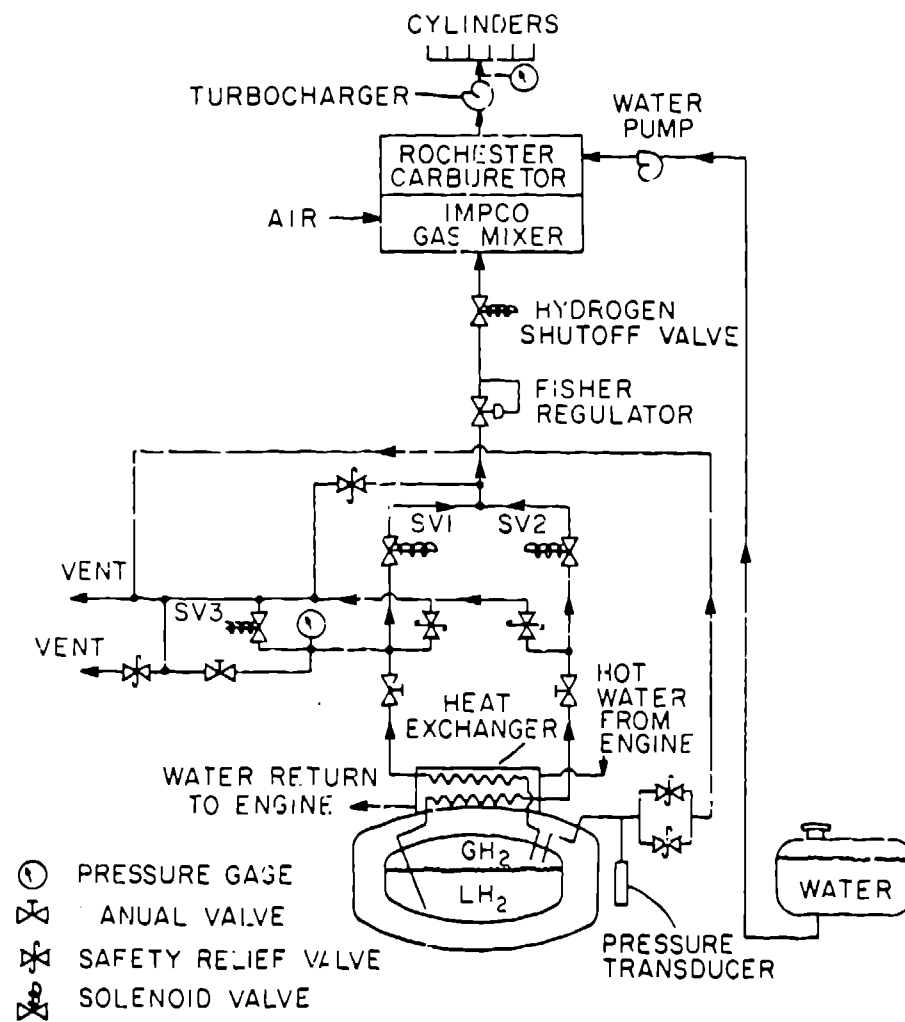 CYLINDERS
TURBOCHARGER
WATER
PUMP
ROCHESTER
CARBURETOR
AIR
IMPCO
GAS MIXER
HYDROGEN
SHUTOFF VALVE
FISHER
REGULATOR
SV1
SV2
VENT
SV3
VENT
HOT
WATER
FROM
ENGINE
HEAT
EXCHANGER
WATER RETURN
TO ENGINE
GH2
LH2
WATER
PRESSURE
TRANSDUCER
PRESSURE GAGE
ANUAL VALVE
SAFETY RELIEF VALVE
SOLENOID VALVE